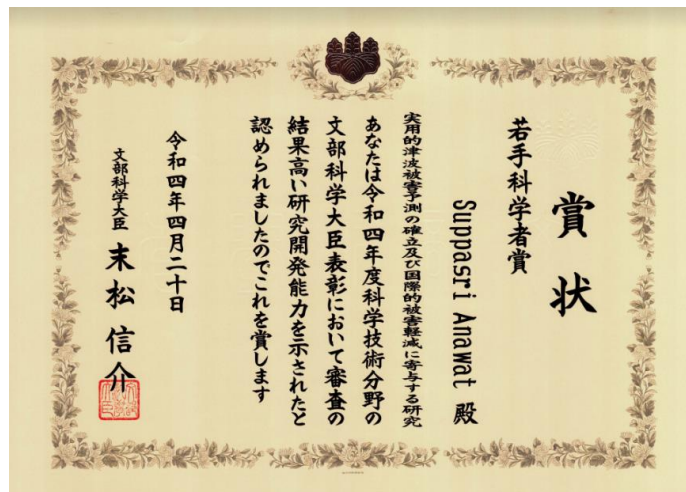 賞状
若手科学者賞
Suppasri Anawat 殿
実用的津波被害予測の確立及び国際的被害軽減に寄与する研究
あなたは令和四年度科学技術分野の
文部科学大臣表彰において審査の
結果高い研究開発能力を示されたと
認められましたのでこれを賞します
令和四年四月二十日
文部科学大臣 末松信介